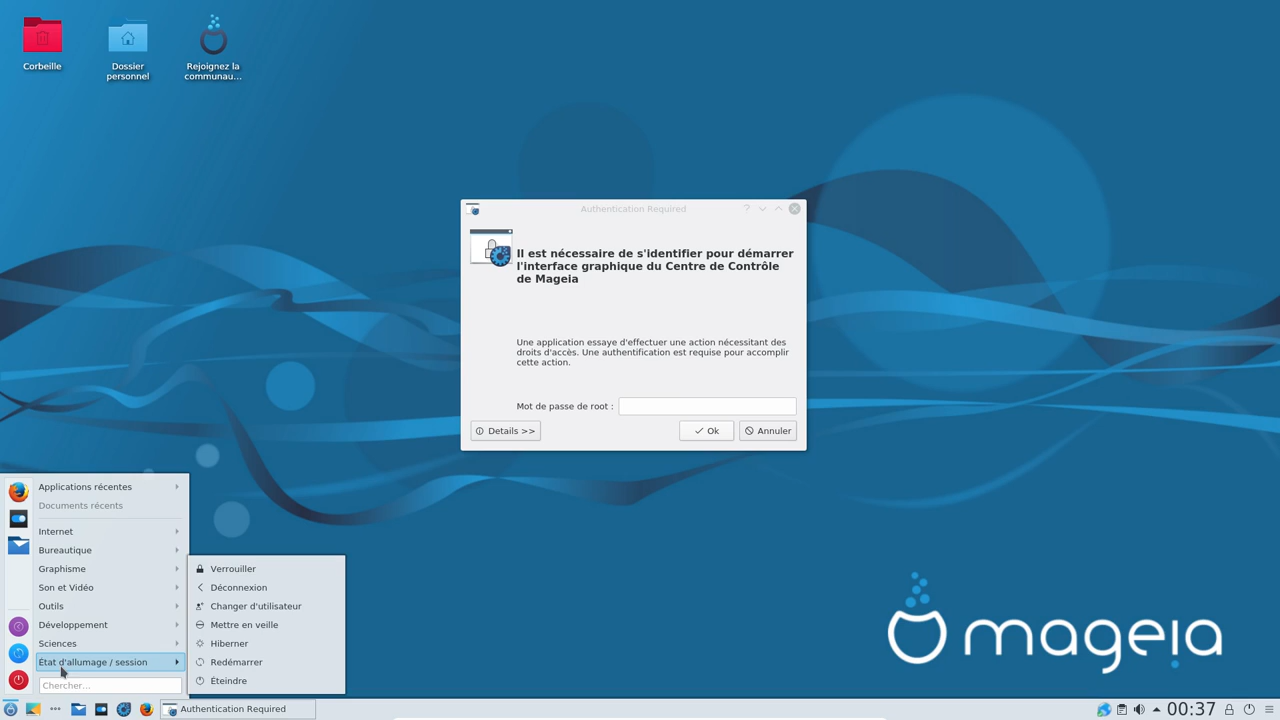 Corbeille
Dossier
personnel
Rejoignez la
communau...
Authentication Required
Il est nécessaire de s'identifier pour démarrer
l'interface graphique du Centre de Contrôle
de Mageia
Une application essaye d'effectuer une action nécessitant des
droits d'accès. Une authentification est requise pour accomplir
cette action.
Mot de passe de root :
Details >>
Ok
Annuler
Applications récentes
Documents récents
Internet
Bureautique
Graphisme
Son et Vidéo
Outils
Développement
Sciences
État d'allumage / session
Chercher...
Verrouiller
Déconnexion
Changer d'utilisateur
Mettre en veille
Hiberner
Redémarrer
Éteindre
mageia
Authentication Required
00:37